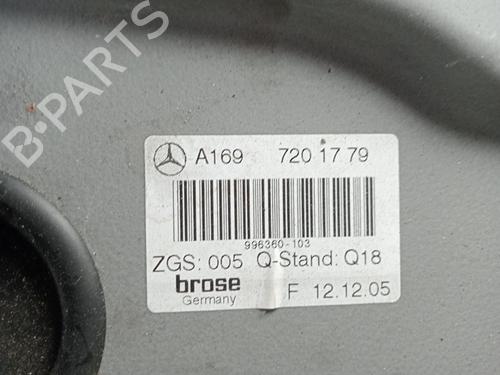 B-PARTS
A169 720 17 79
996360-103
ZGS: 005 Q-Stand: Q18
brose
Germany
F 12.12.05